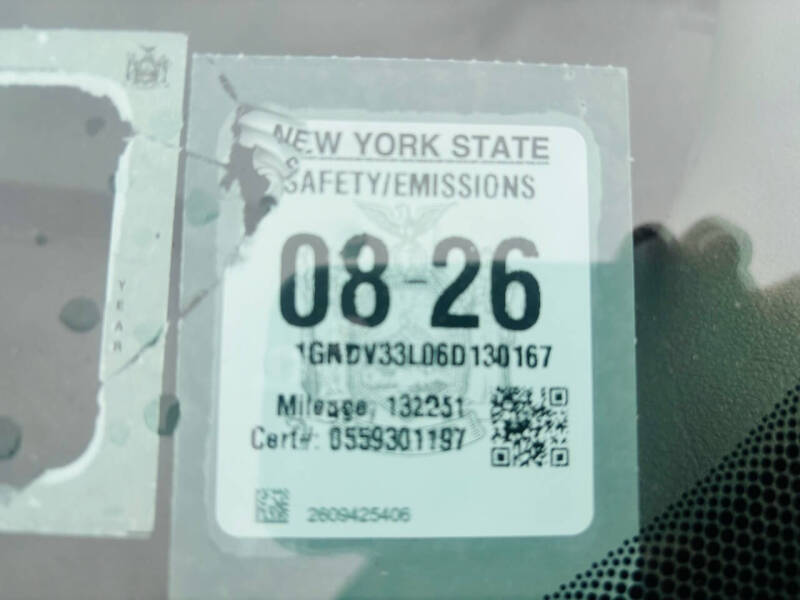 NEW YORK STATE
SAFETY/EMISSIONS
08-26
1GNDV33L06D130167
Mileage: 132251
Cert#: 0559301197
2609425406
YEAR